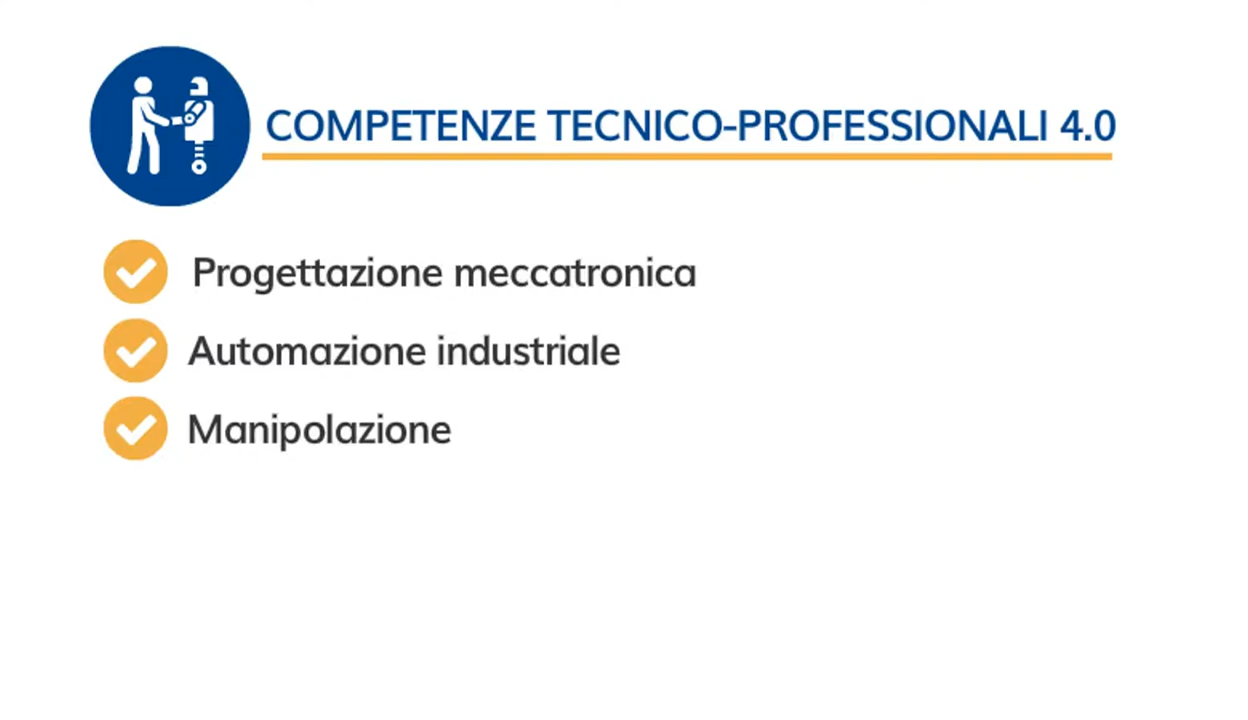 COMPETENZE TECNICO-PROFESSIONALI 4.0
Progettazione meccatronica
Automazione industriale
Manipolazione